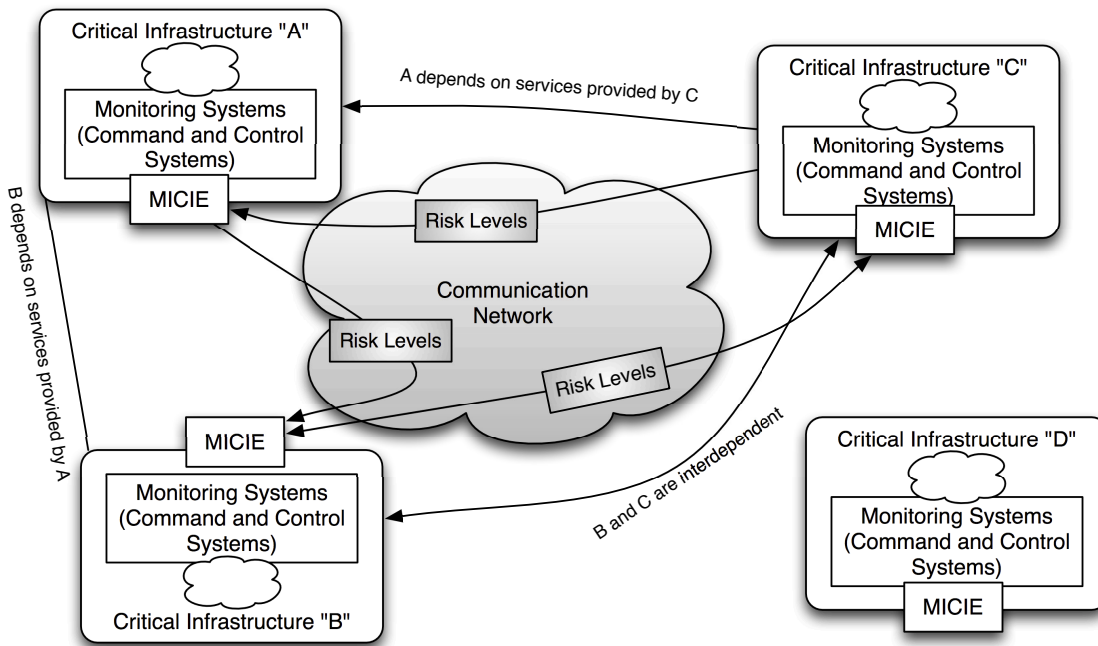 Critical Infrastructure "A"
Monitoring Systems
(Command and Control
Systems)
MICIE
A depends on services provided by C
Critical Infrastructure "C"
Monitoring Systems
(Command and Control
Systems)
MICIE
B depends on services provided by A
Risk Levels
Communication
Network
Risk Levels
Risk Levels
B and C are interdependent
MICIE
Monitoring Systems
(Command and Control
Systems)
Critical Infrastructure "B"
Critical Infrastructure "D"
Monitoring Systems
(Command and Control
Systems)
MICIE